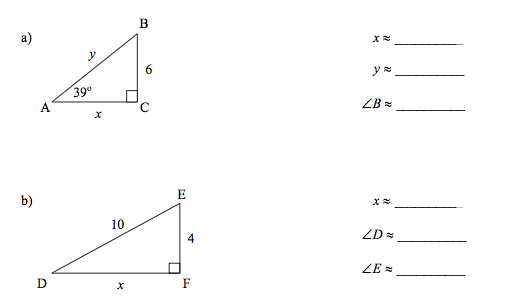 a)
B
y
6
39°
A
x
C
x ≈ ________
y ≈ ________
∠B ≈ ________
b)
E
10
4
D
x
F
x ≈ ________
∠D ≈ ________
∠E ≈ ________